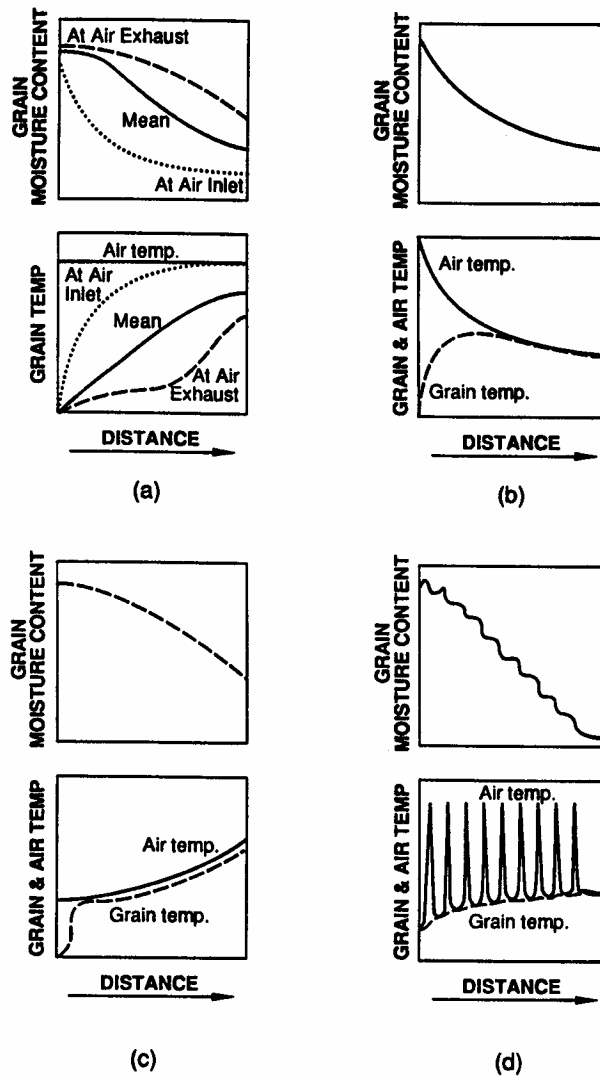 GRAIN
MOISTURE CONTENT
At Air Exhaust
Mean
At Air Inlet
GRAIN TEMP
Air temp.
At Air
Inlet
Mean
At Air
Exhaust
DISTANCE
(a)
GRAIN
MOISTURE CONTENT
GRAIN & AIR TEMP
Air temp.
Grain temp.
DISTANCE
(b)
GRAIN
MOISTURE CONTENT
GRAIN & AIR TEMP
Air temp.
Grain temp.
DISTANCE
(c)
GRAIN
MOISTURE CONTENT
GRAIN & AIR TEMP
Air temp.
Grain temp.
DISTANCE
(d)